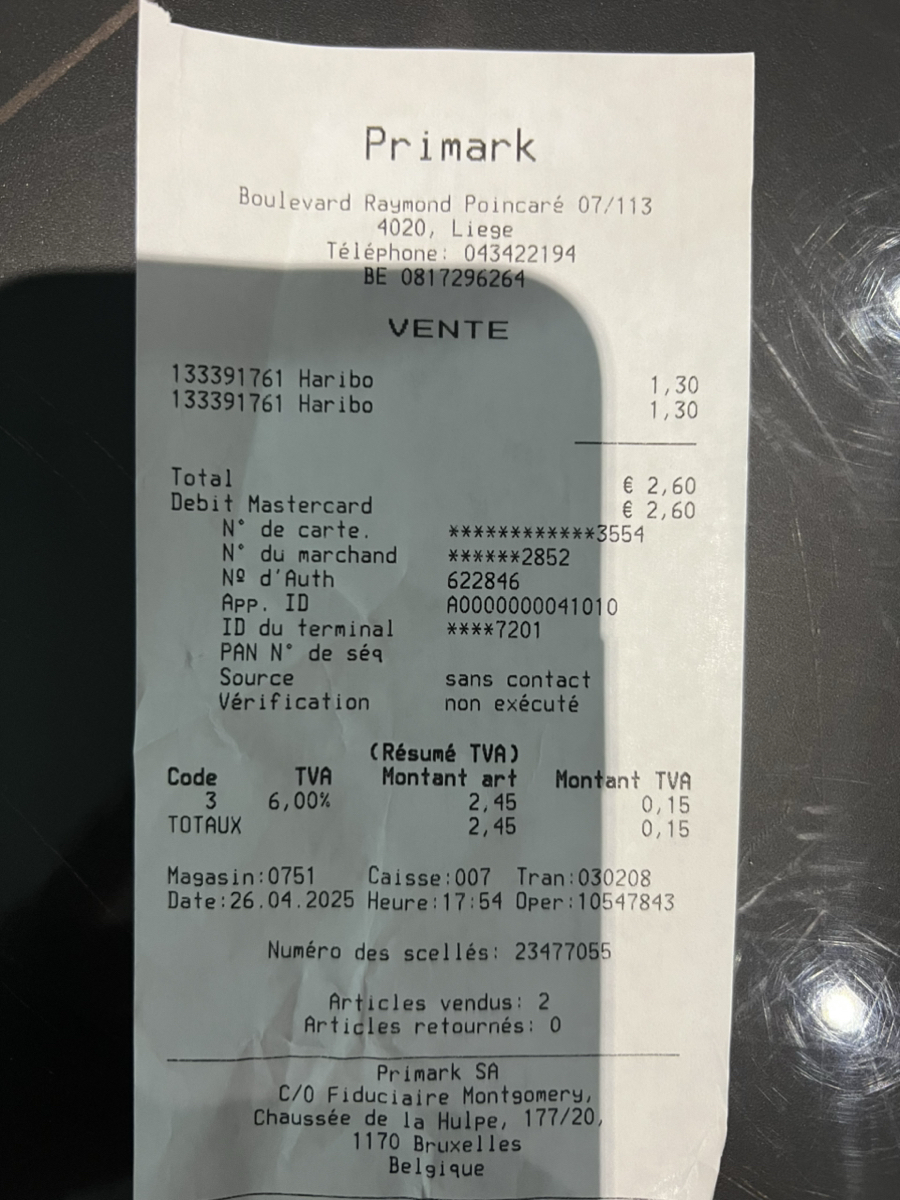 Primark
Boulevard Raymond Poincaré 07/113
4020, Liege
Téléphone: 043422194
BE 0817296264
VENTE
133391761 Haribo 1,30
133391761 Haribo 1,30
Total € 2,60
Debit Mastercard € 2,60
N° de carte. ************3554
N° du marchand ******2852
Nº d'Auth 622846
App. ID A0000000041010
ID du terminal ****7201
PAN N° de séq
Source sans contact
Vérification non exécuté
(Résumé TVA)
Code TVA Montant art Montant TVA
3 6,00% 2,45 0,15
TOTAUX 2,45 0,15
Magasin:0751 Caisse:007 Tran:030208
Date:26.04.2025 Heure:17:54 Oper:10547843
Numéro des scellés: 23477055
Articles vendus: 2
Articles retournés: 0
Primark SA
C/O Fiduciaire Montgomery,
Chaussée de la Hulpe, 177/20,
1170 Bruxelles
Belgique